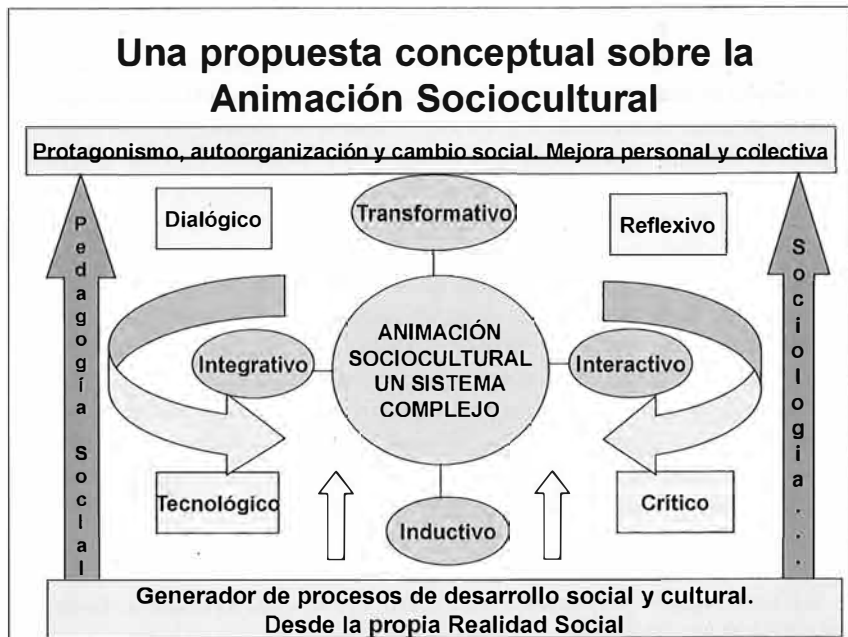 Una propuesta conceptual sobre la
Animación Sociocultural
Protagonismo, autoorganización y cambio social. Mejora personal y colectiva
Pedagogía Social
Dialógico
Transformativo
Reflexivo
Sociologia...
Integrativo
ANIMACIÓN
SOCIOCULTURAL
UN SISTEMA
COMPLEJO
Interactivo
Tecnológico
Inductivo
Crítico
Generador de procesos de desarrollo social y cultural.
Desde la propia Realidad Social